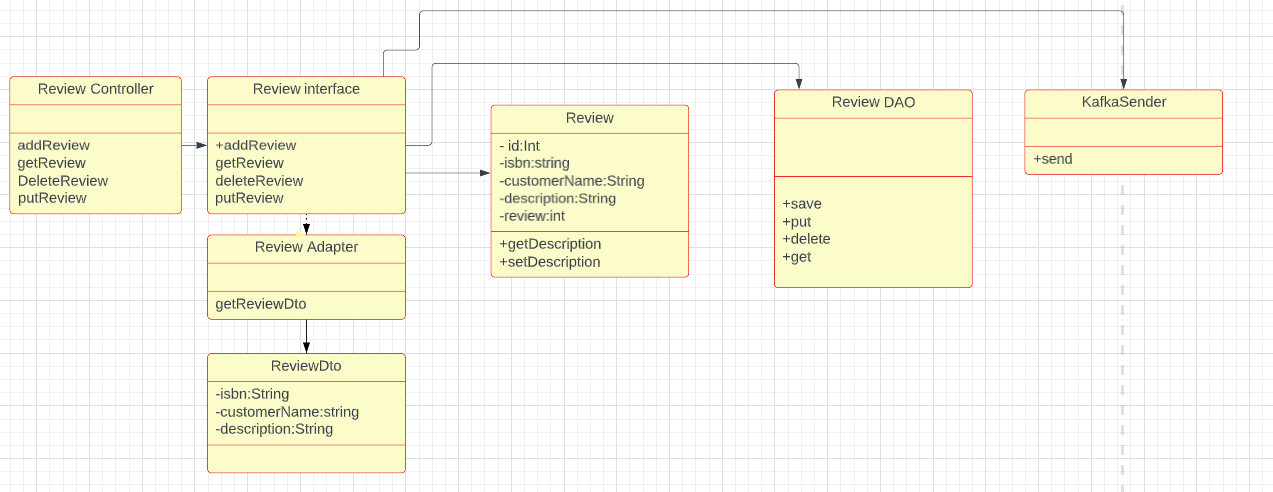 Review Controller
addReview
getReview
DeleteReview
putReview
Review interface
+addReview
getReview
deleteReview
putReview
Review Adapter
getReviewDto
ReviewDto
-isbn:String
-customerName:string
-description:String
Review
- id:Int
-isbn:string
-customerName:String
-description:String
-review:int
+getDescription
+setDescription
Review DAO
+save
+put
+delete
+get
KafkaSender
+send